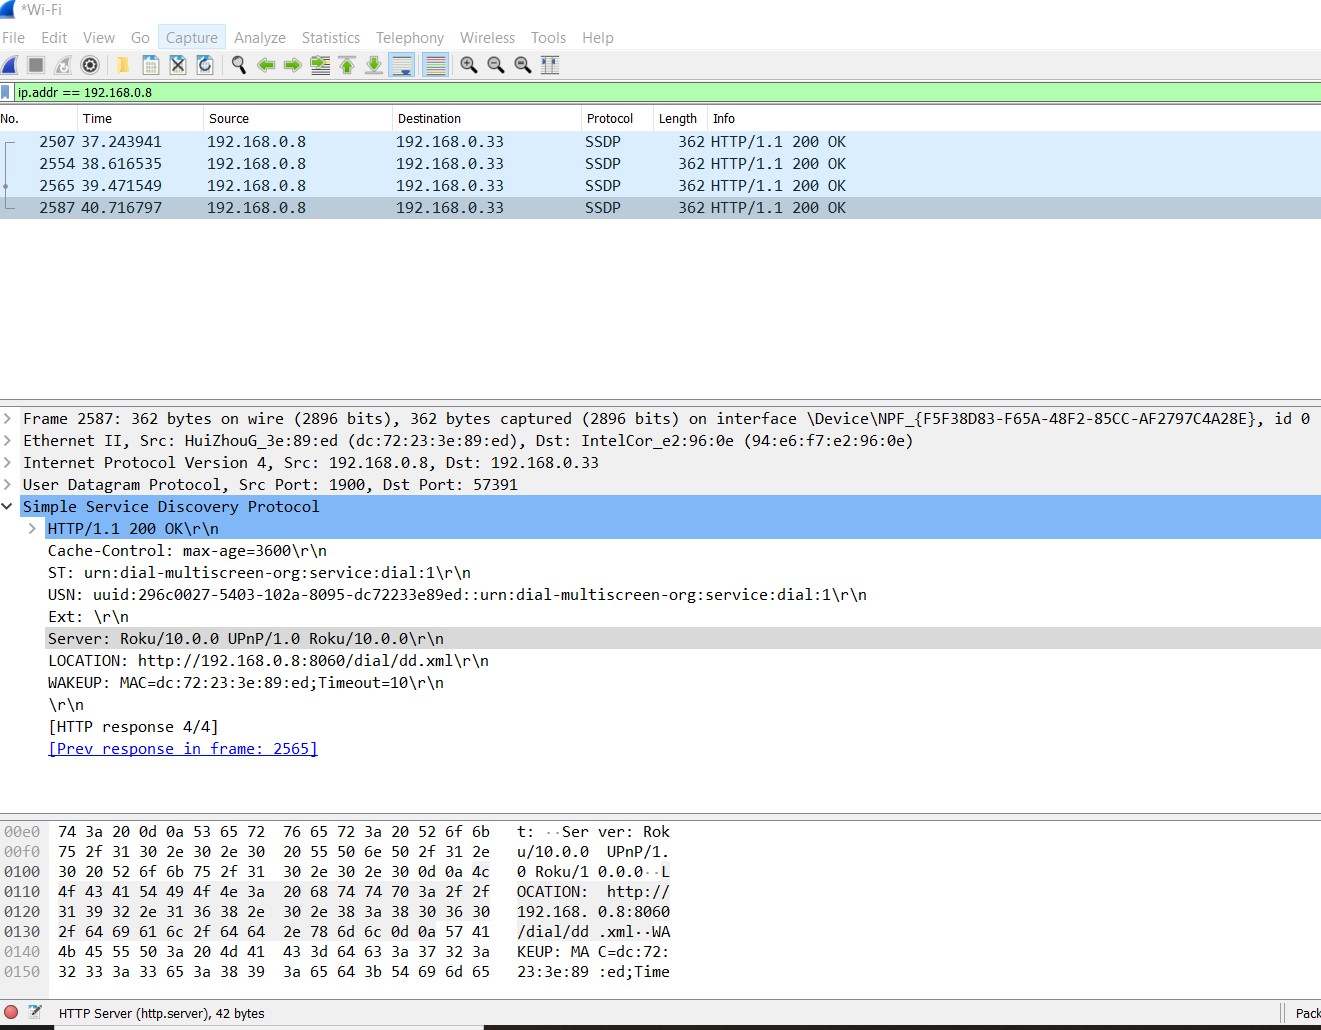 *Wi-Fi
File Edit View Go Capture Analyze Statistics Telephony Wireless Tools Help
ip.addr == 192.168.0.8
No. Time Source Destination Protocol Length Info
2507 37.243941 192.168.0.8 192.168.0.33 SSDP 362 HTTP/1.1 200 OK
2554 38.616535 192.168.0.8 192.168.0.33 SSDP 362 HTTP/1.1 200 OK
2565 39.471549 192.168.0.8 192.168.0.33 SSDP 362 HTTP/1.1 200 OK
2587 40.716797 192.168.0.8 192.168.0.33 SSDP 362 HTTP/1.1 200 OK
Frame 2587: 362 bytes on wire (2896 bits), 362 bytes captured (2896 bits) on interface \Device\NPF_{F5F38D83-F65A-48F2-85CC-AF2797C4A28E}, id 0
Ethernet II, Src: HuiZhouG_3e:89:ed (dc:72:23:3e:89:ed), Dst: IntelCor_e2:96:0e (94:e6:f7:e2:96:0e)
Internet Protocol Version 4, Src: 192.168.0.8, Dst: 192.168.0.33
User Datagram Protocol, Src Port: 1900, Dst Port: 57391
Simple Service Discovery Protocol
HTTP/1.1 200 OK\r\n
Cache-Control: max-age=3600\r\n
ST: urn:dial-multiscreen-org:service:dial:1\r\n
USN: uuid:296c0027-5403-102a-8095-dc72233e89ed::urn:dial-multiscreen-org:service:dial:1\r\n
Ext: \r\n
Server: Roku/10.0.0 UPnP/1.0 Roku/10.0.0\r\n
LOCATION: http://192.168.0.8:8060/dial/dd.xml\r\n
WAKEUP: MAC=dc:72:23:3e:89:ed;Timeout=10\r\n
\r\n
[HTTP response 4/4]
[Prev response in frame: 2565]
00e0 74 3a 20 0d 0a 53 65 72 76 65 72 3a 20 52 6f 6b t: ··Ser ver: Rok
00f0 75 2f 31 30 2e 30 2e 30 20 55 50 6e 50 2f 31 2e u/10.0.0 UPnP/1.
0100 30 20 52 6f 6b 75 2f 31 30 2e 30 2e 30 0d 0a 4c 0 Roku/1 0.0.0··L
0110 4f 43 41 54 49 4f 4e 3a 20 68 74 74 70 3a 2f 2f OCATION: http://
0120 31 39 32 2e 31 36 38 2e 30 2e 38 3a 38 30 36 30 192.168. 0.8:8060
0130 2f 64 69 61 6c 2f 64 64 2e 78 6d 6c 0d 0a 57 41 /dial/dd .xml··WA
0140 4b 45 55 50 3a 20 4d 41 43 3d 64 63 3a 37 32 3a KEUP: MA C=dc:72:
0150 32 33 3a 33 65 3a 38 39 3a 65 64 3b 54 69 6d 65 23:3e:89 :ed;Time
HTTP Server (http.server), 42 bytes Pack